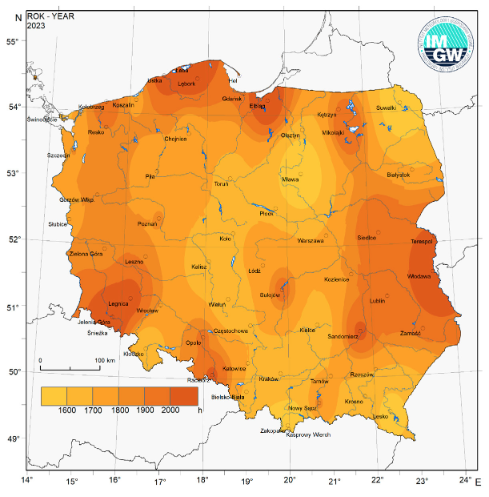 N
ROK - YEAR
2023
IM
GW
55°
Łeba
Ustka
Lębork
Hel
Kołobrzeg
Koszalin
Gdańsk
Elbląg
54°
Suwałki
Kętrzyn
Świnoujście
Resko
Chojnice
Olsztyn
Mikołajki
Szczecin
Białystok
53°
Piła
Toruń
Mława
Gorzów Wlkp.
Płock
Słubice
Poznań
Koło
Warszawa
Siedlce
Terespol
52°
Zielona Góra
Leszno
Kalisz
Łódź
Włodawa
Kozienice
Sulejów
Lublin
51°
Legnica
Wrocław
Wieluń
Jelenia Góra
Śnieżka
Częstochowa
Kielce
Sandomierz
Zamość
Opole
Kłodzko
0
100 km
50°
Racibórz
Katowice
Kraków
Tarnów
Rzeszów
Bielsko-Biała
Nowy Sącz
Krosno
Lesko
1600 1700 1800 1900 2000 h
Zakopane
Kasprowy Wierch
49°
14° 15° 16° 17° 18° 19° 20° 21° 22° 23° 24° E